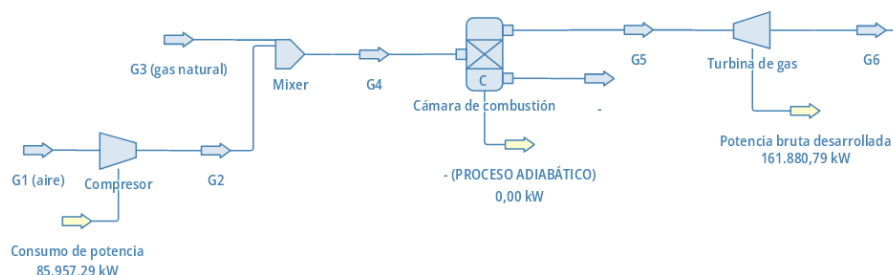 G3 (gas natural)
Mixer
G4
C
Cámara de combustión
-
G5
Turbina de gas
G6
Potencia bruta desarrollada
161.880,79 kW
- (PROCESO ADIABÁTICO)
0,00 kW
G1 (aire)
Compresor
G2
Consumo de potencia
85.957,29 kW